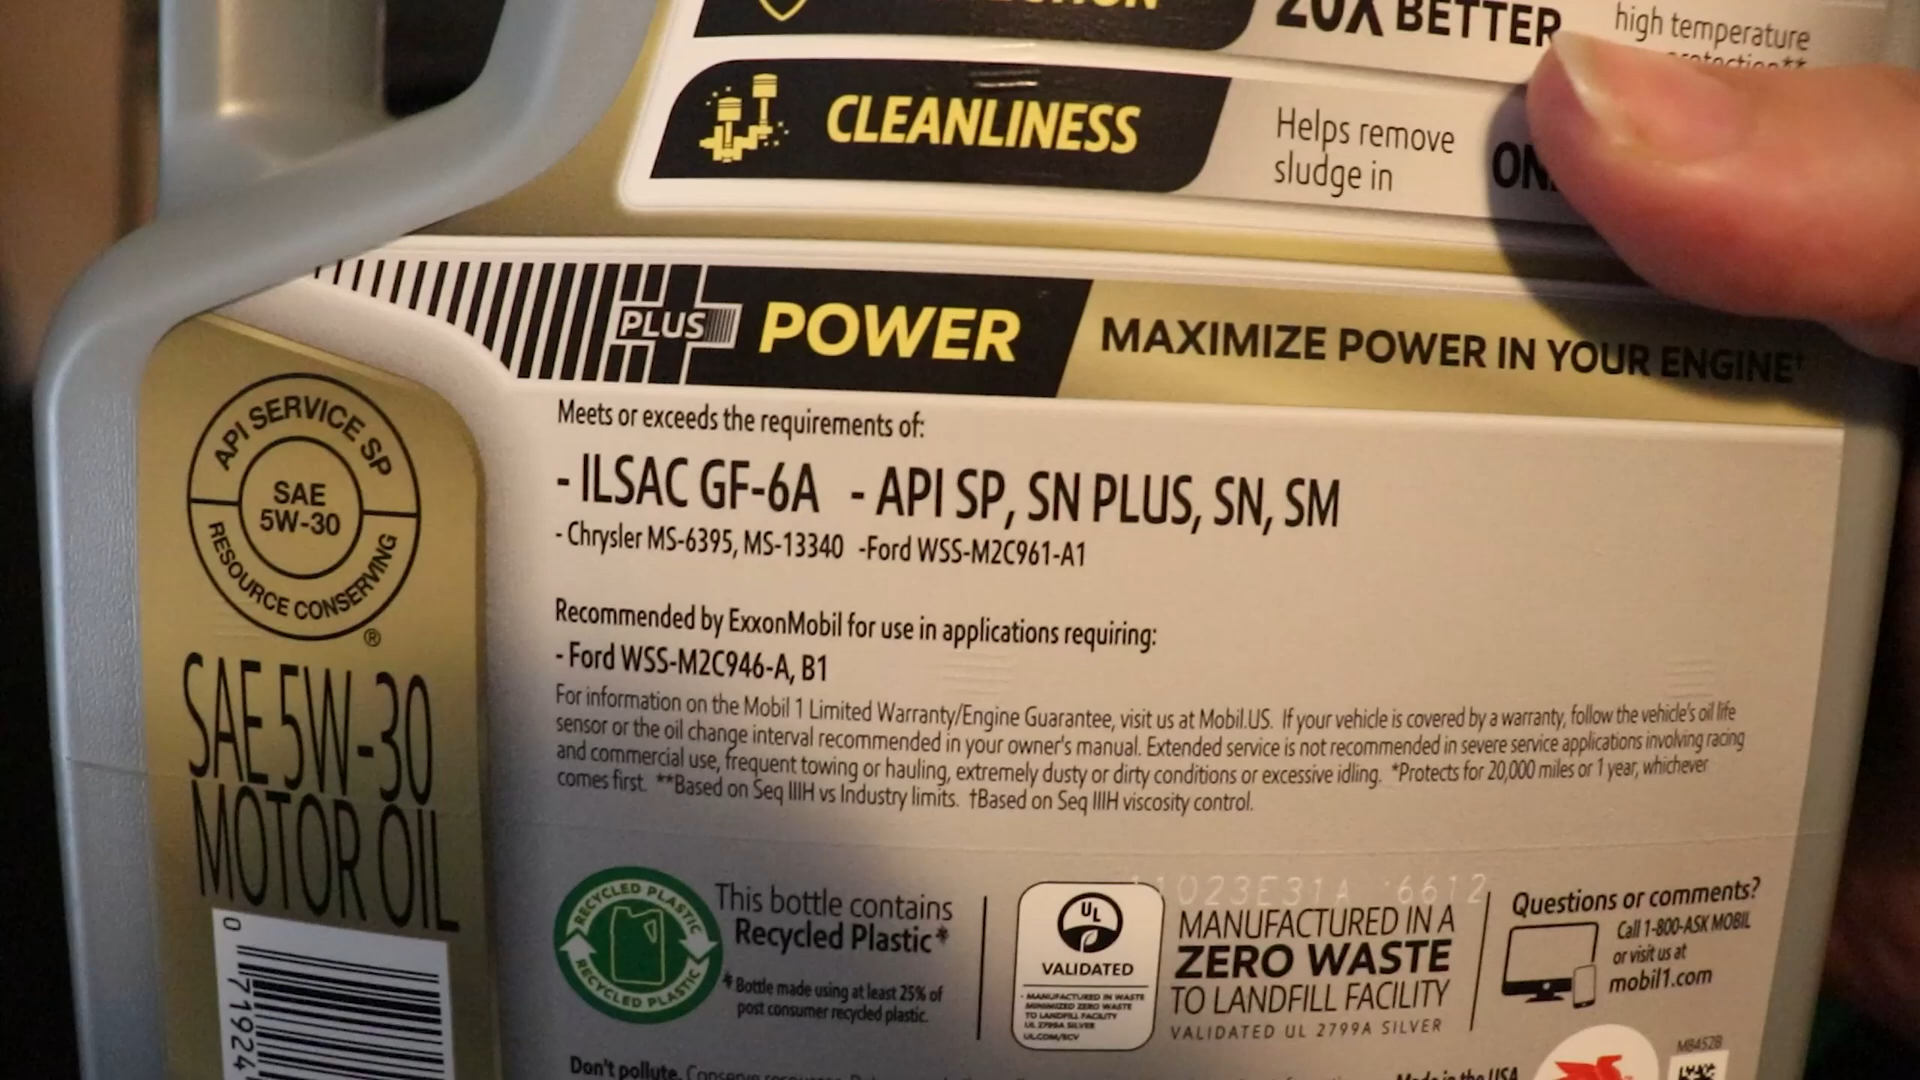 20X BETTER
high temperature
CLEANLINESS
Helps remove
sludge in
PLUS
POWER
MAXIMIZE POWER IN YOUR ENGINE†
API SERVICE SP
SAE
5W-30
RESOURCE CONSERVING
®
SAE 5W-30
MOTOR OIL
Meets or exceeds the requirements of:
- ILSAC GF-6A - API SP, SN PLUS, SN, SM
- Chrysler MS-6395, MS-13340 -Ford WSS-M2C961-A1
Recommended by ExxonMobil for use in applications requiring:
- Ford WSS-M2C946-A, B1
For information on the Mobil 1 Limited Warranty/Engine Guarantee, visit us at Mobil.US. If your vehicle is covered by a warranty, follow the vehicle's oil life
sensor or the oil change interval recommended in your owner's manual. Extended service is not recommended in severe service applications involving racing
and commercial use, frequent towing or hauling, extremely dusty or dirty conditions or excessive idling. *Protects for 20,000 miles or 1 year, whichever
comes first. **Based on Seq IIIH vs Industry limits. †Based on Seq IIIH viscosity control.
0 71924
RECYCLED PLASTIC
RECYCLED PLASTIC
This bottle contains
Recycled Plastic*
*Bottle made using at least 25% of
post consumer recycled plastic.
UL
VALIDATED
- MANUFACTURED IN WASTE
MINIMIZED ZERO WASTE
TO LANDFILL FACILITY
UL 2799A SILVER
UL.COM/ECV
MANUFACTURED IN A
ZERO WASTE
TO LANDFILL FACILITY
VALIDATED UL 2799A SILVER
Questions or comments?
Call 1-800-ASK MOBIL
or visit us at
mobil1.com
Don't pollute.
Made in the USA